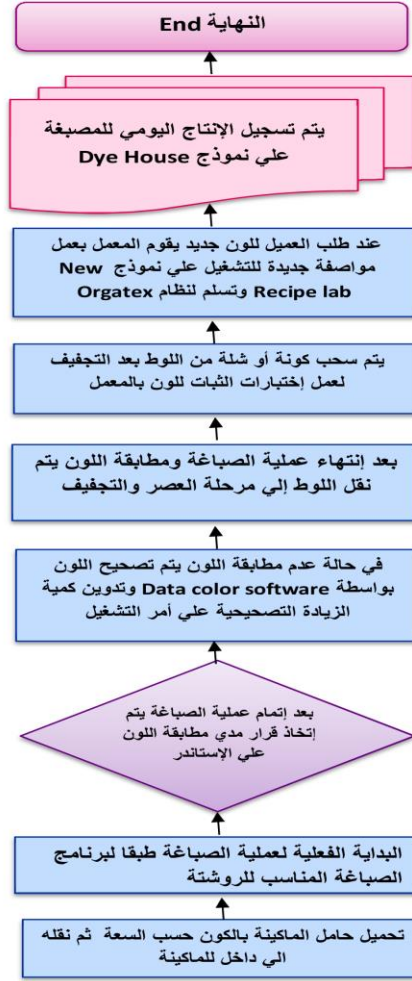 النهاية End
يتم تسجيل الإنتاج اليومي للمصبغة
علي نموذج Dye House
عند طلب العميل للون جديد يقوم المعمل بعمل
مواصفة جديدة للتشغيل علي نموذج New
Recipe lab وتسلم لنظام Orgatex
يتم سحب كونة أو شلة من اللوط بعد التجفيف
لعمل إختبارات الثبات للون بالمعمل
بعد إنتهاء عملية الصباغة ومطابقة اللون يتم
نقل اللوط إلي مرحلة العصر والتجفيف
في حالة عدم مطابقة اللون يتم تصحيح اللون
بواسطة Data color software وتدوين كمية
الزيادة التصحيحية علي أمر التشغيل
بعد إتمام عملية الصباغة يتم
إتخاذ قرار مدي مطابقة اللون
علي الإستاندر
البداية الفعلية لعملية الصباغة طبقا لبرنامج
الصباغة المناسب للروشتة
تحميل حامل الماكينة بالكون حسب السعة ثم نقله
الي داخل للماكينة